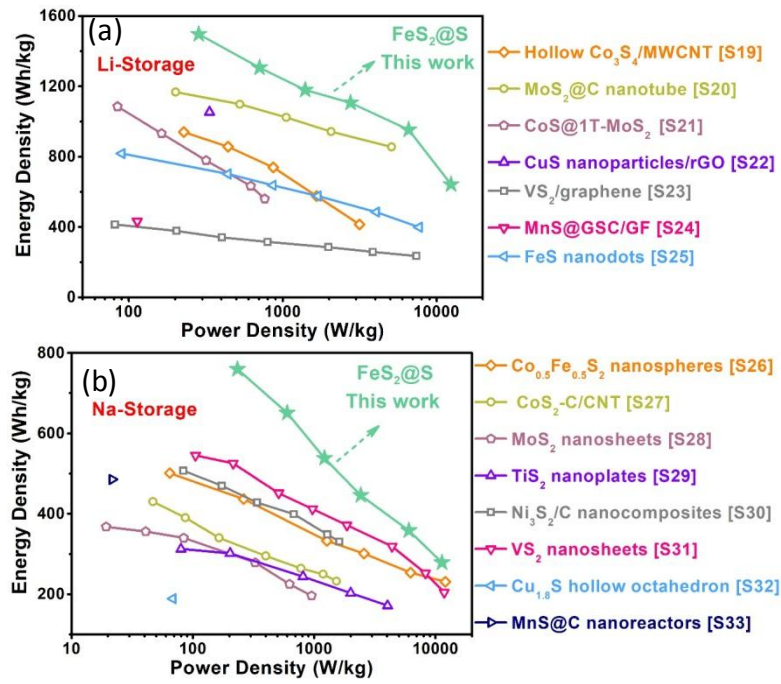 (a)
Li-Storage
FeS₂@S
This work
Energy Density (Wh/kg)
1600
1200
800
400
0
100
1000
10000
Power Density (W/kg)
Hollow Co₃S₄/MWCNT [S19]
MoS₂@C nanotube [S20]
CoS@1T-MoS₂ [S21]
CuS nanoparticles/rGO [S22]
VS₂/graphene [S23]
MnS@GSC/GF [S24]
FeS nanodots [S25]
(b)
Na-Storage
FeS₂@S
This work
Energy Density (Wh/kg)
800
600
400
200
10
100
1000
10000
Power Density (W/kg)
Co₀.₅Fe₀.₅S₂ nanospheres [S26]
CoS₂-C/CNT [S27]
MoS₂ nanosheets [S28]
TiS₂ nanoplates [S29]
Ni₃S₂/C nanocomposites [S30]
VS₂ nanosheets [S31]
Cu₁.₈S hollow octahedron [S32]
MnS@C nanoreactors [S33]